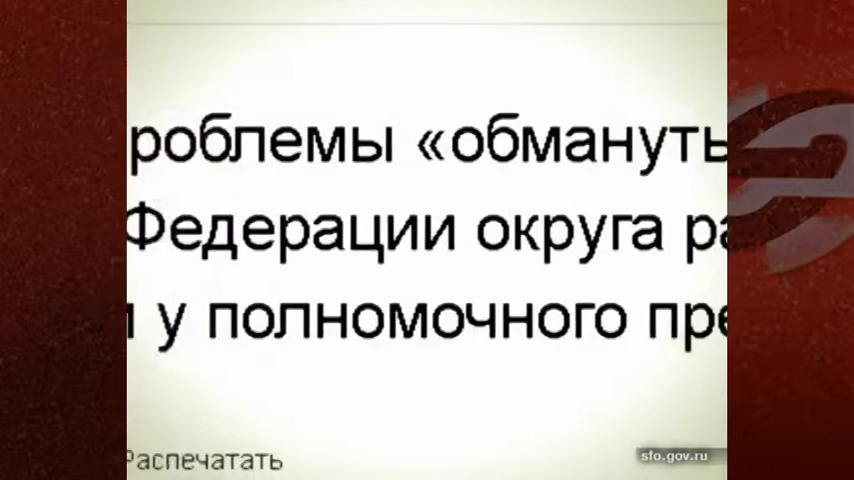 роблемы «обмануть
Федерации округа ра
и у полномочного пре
Распечатать
sfo.gov.ru